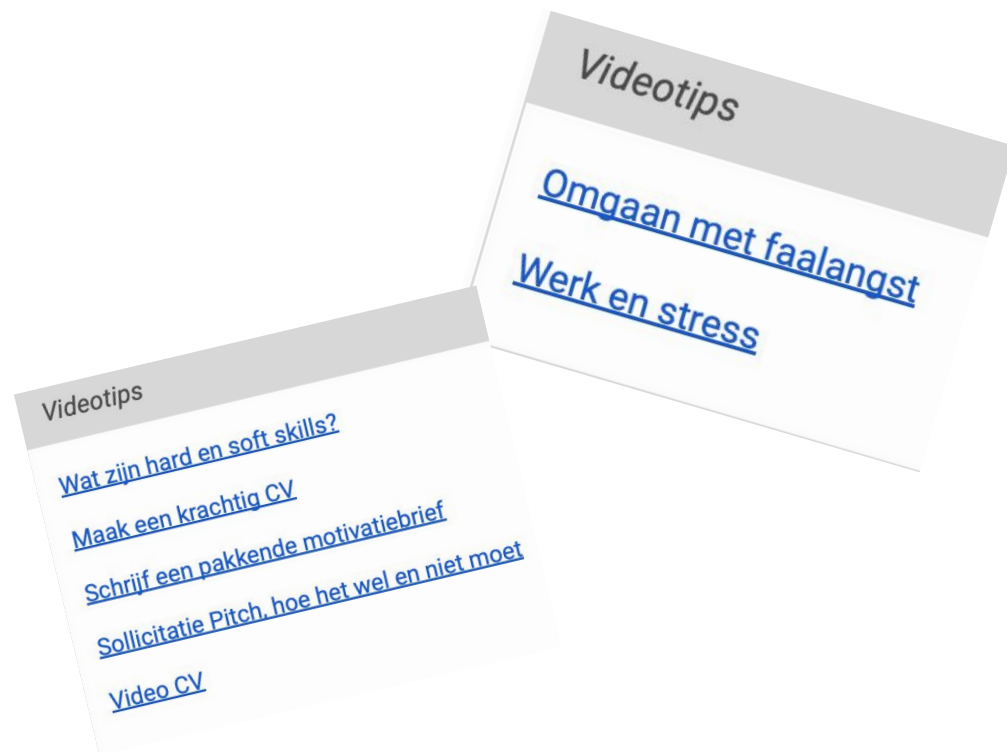 Videotips
Omgaan met faalangst
Werk en stress
Videotips
Wat zijn hard en soft skills?
Maak een krachtig CV
Schrijf een pakkende motivatiebrief
Sollicitatie Pitch, hoe het wel en niet moet
Video CV